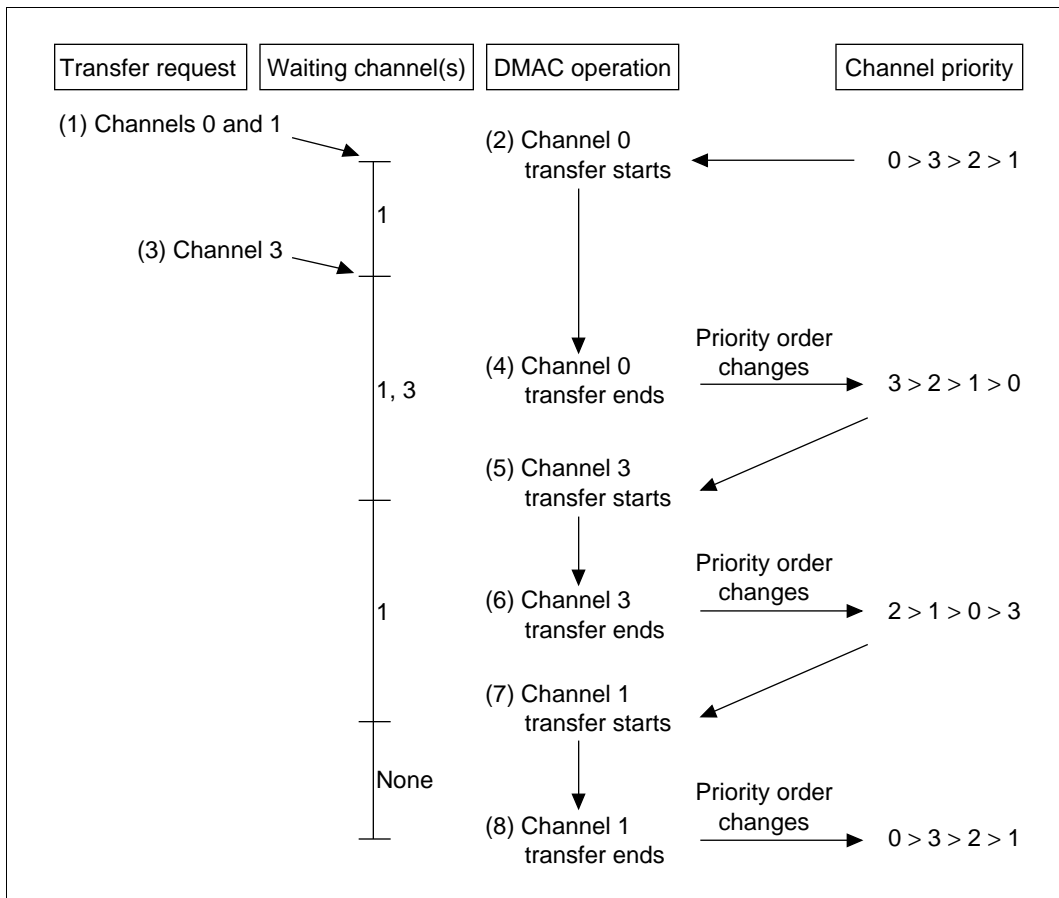 Transfer request
Waiting channel(s)
DMAC operation
Channel priority
(1) Channels 0 and 1
(2) Channel 0
transfer starts
0 > 3 > 2 > 1
1
(3) Channel 3
1, 3
(4) Channel 0
transfer ends
Priority order
changes
3 > 2 > 1 > 0
(5) Channel 3
transfer starts
1
(6) Channel 3
transfer ends
Priority order
changes
2 > 1 > 0 > 3
(7) Channel 1
transfer starts
None
(8) Channel 1
transfer ends
Priority order
changes
0 > 3 > 2 > 1